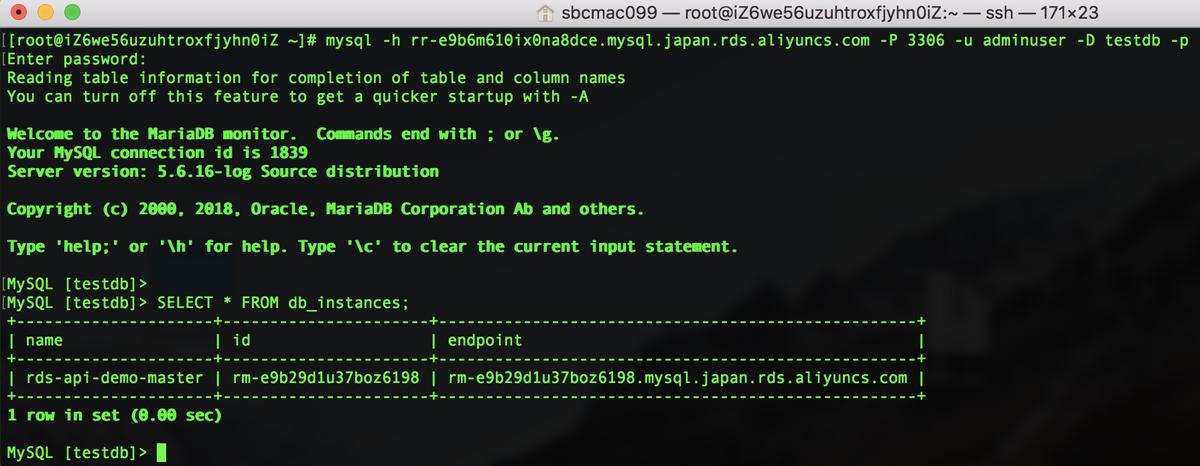 sbcmac099 — root@iZ6we56uzuhtroxfjyhn0iZ:~ — ssh — 171×23
[[root@iZ6we56uzuhtroxfjyhn0iZ ~]# mysql -h rr-e9b6m610ix0na8dce.mysql.japan.rds.aliyuncs.com -P 3306 -u adminuser -D testdb -p
[Enter password:
Reading table information for completion of table and column names
You can turn off this feature to get a quicker startup with -A
Welcome to the MariaDB monitor.  Commands end with ; or \g.
Your MySQL connection id is 1839
Server version: 5.6.16-log Source distribution
Copyright (c) 2000, 2018, Oracle, MariaDB Corporation Ab and others.
Type 'help;' or '\h' for help. Type '\c' to clear the current input statement.
[MySQL [testdb]>
[MySQL [testdb]> SELECT * FROM db_instances;
+---------------------+----------------------+--------------------------------------------------+
| name                | id                   | endpoint                                         |
+---------------------+----------------------+--------------------------------------------------+
| rds-api-demo-master | rm-e9b29d1u37boz6198 | rm-e9b29d1u37boz6198.mysql.japan.rds.aliyuncs.com |
+---------------------+----------------------+--------------------------------------------------+
1 row in set (0.00 sec)
MySQL [testdb]>